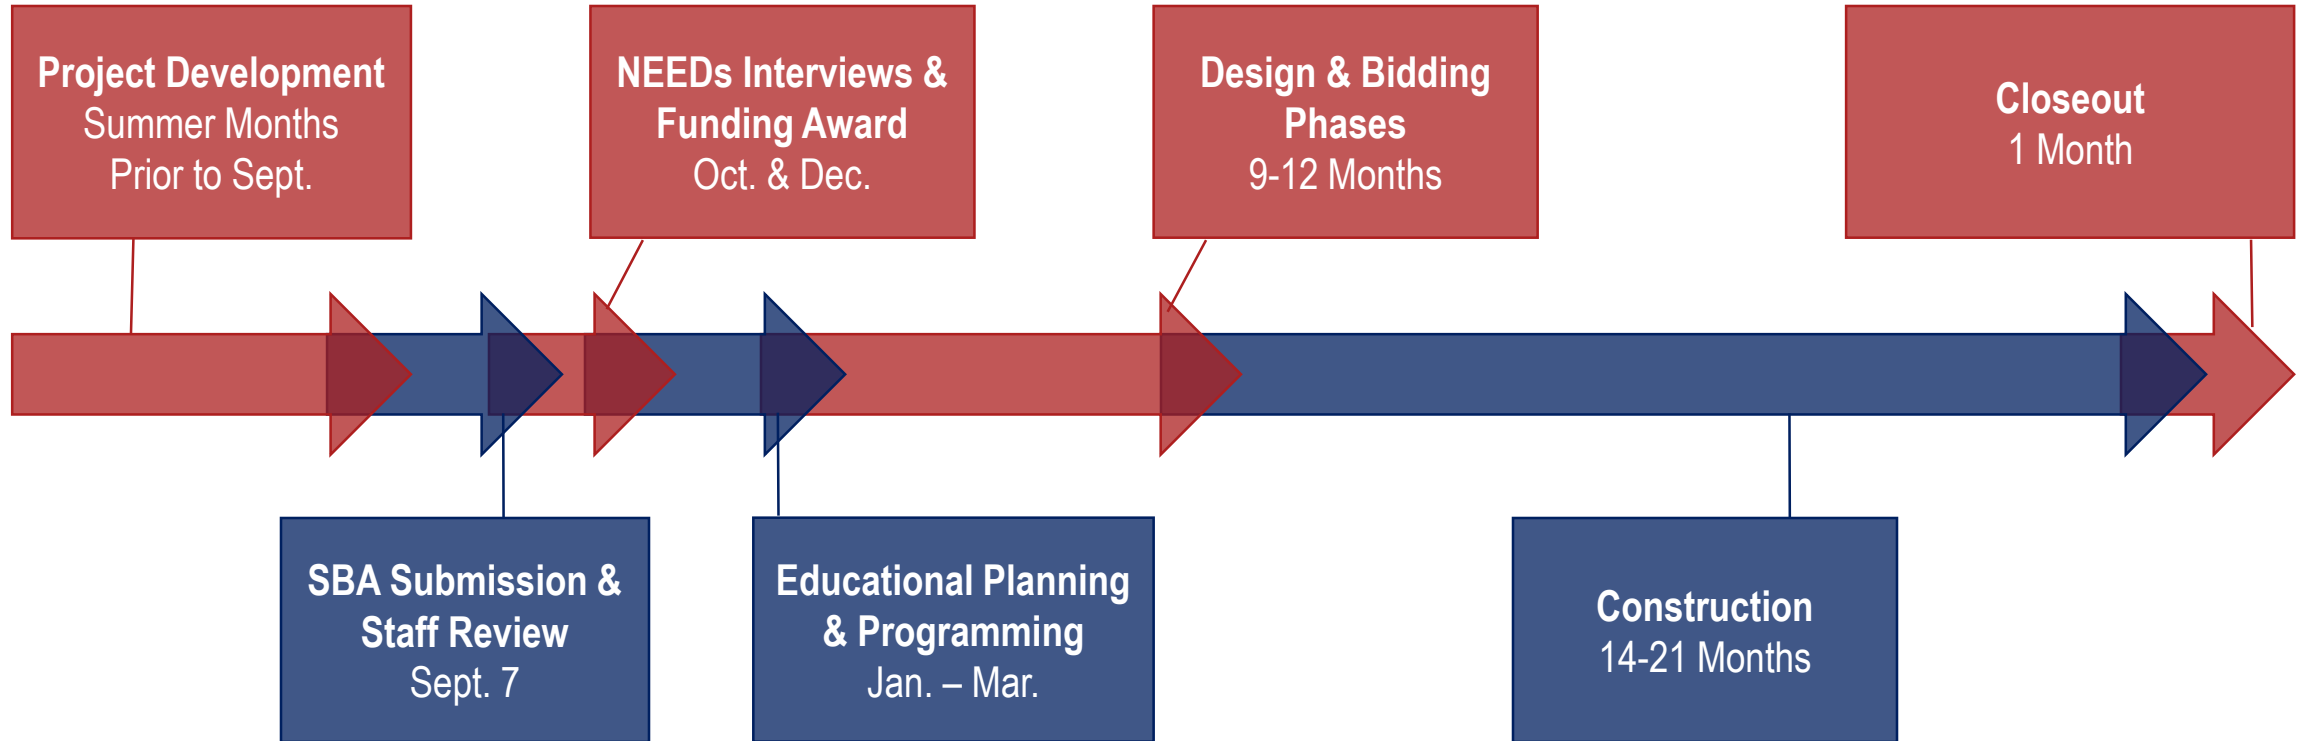 Project Development
Summer Months
Prior to Sept.
NEEDs Interviews &
Funding Award
Oct. & Dec.
Design & Bidding
Phases
9-12 Months
Closeout
1 Month
SBA Submission &
Staff Review
Sept. 7
Educational Planning
& Programming
Jan. – Mar.
Construction
14-21 Months